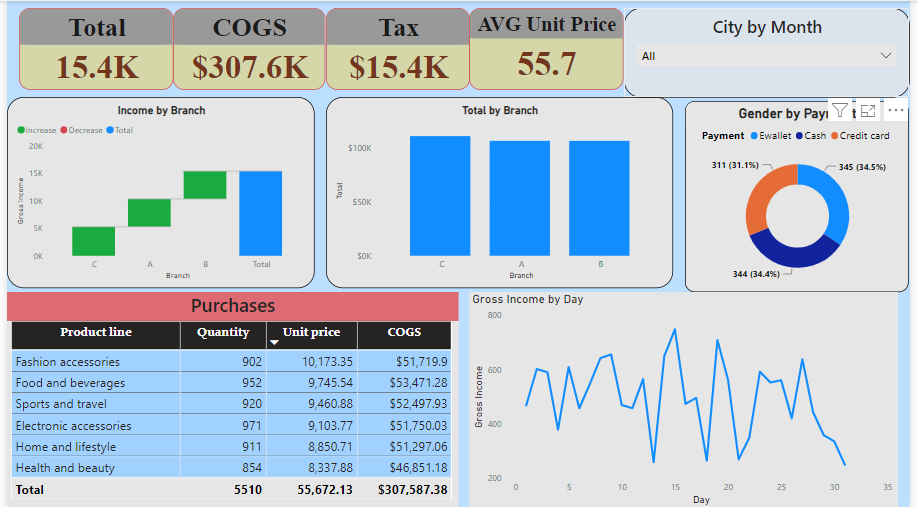 Total
15.4K
COGS
$307.6K
Tax
$15.4K
AVG Unit Price
55.7
City by Month
All
Income by Branch
Increase Decrease Total
20K
15K
10K
5K
0K
Gross Income
C A B Total
Branch
Total by Branch
$100K
$50K
$0K
Total
C A B
Branch
Gender by Pay
Payment Ewallet Cash Credit card
311 (31.1%)
345 (34.5%)
344 (34.4%)
Purchases
Product line Quantity Unit price COGS
Fashion accessories 902 10,173.35 $51,719.9
Food and beverages 952 9,745.54 $53,471.28
Sports and travel 920 9,460.88 $52,497.93
Electronic accessories 971 9,103.77 $51,750.03
Home and lifestyle 911 8,850.71 $51,297.06
Health and beauty 854 8,337.88 $46,851.18
Total 5510 55,672.13 $307,587.38
Gross Income by Day
800
600
400
200
Gross Income
0 5 10 15 20 25 30 35
Day